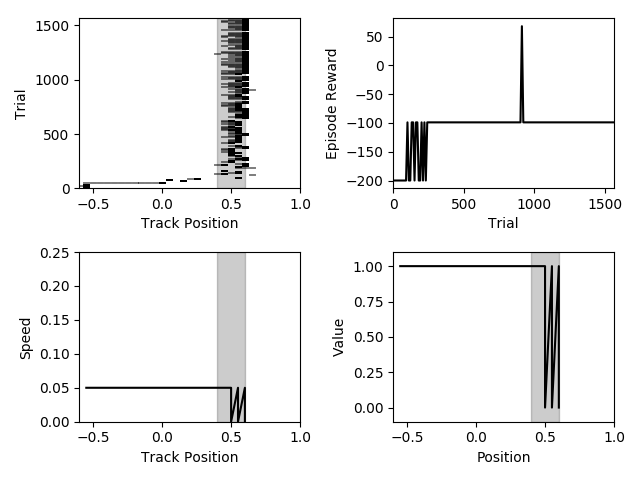 1500
1000
500
0
Trial
−0.5 0.0 0.5 1.0
Track Position
50
0
−50
−100
−150
−200
Episode Reward
0 500 1000 1500
Trial
0.25
0.20
0.15
0.10
0.05
0.00
Speed
−0.5 0.0 0.5 1.0
Track Position
1.00
0.75
0.50
0.25
0.00
Value
−0.5 0.0 0.5 1.0
Position